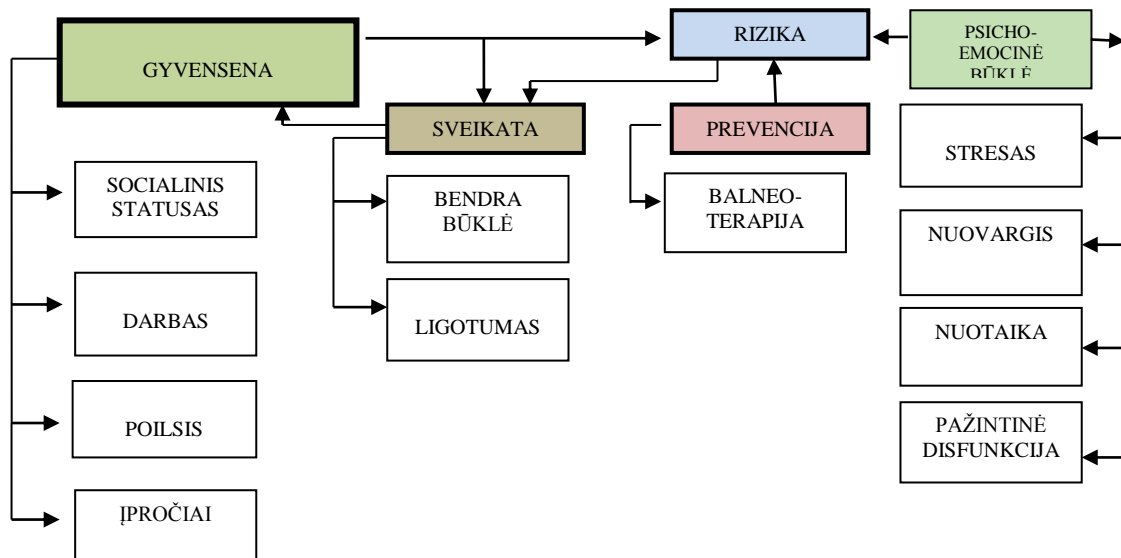 GYVENSENA
RIZIKA
PSICHO-
EMOCINĖ
BŪKLĖ
SVEIKATA
PREVENCIJA
SOCIALINIS
STATUSAS
BENDRA
BŪKLĖ
BALNEO-
TERAPIJA
STRESAS
DARBAS
LIGOTUMAS
NUOVARGIS
NUOTAIKA
POILSIS
PAŽINTINĖ
DISFUNKCIJA
ĮPROČIAI